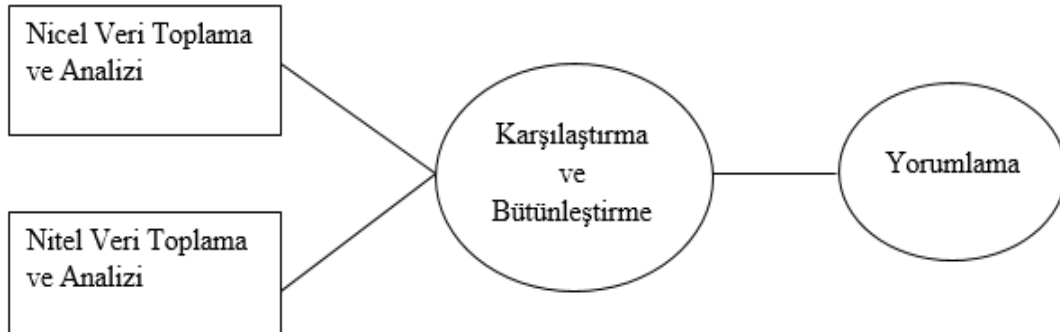 Nicel Veri Toplama
ve Analizi
Nitel Veri Toplama
ve Analizi
Karşılaştırma
ve
Bütünleştirme
Yorumlama